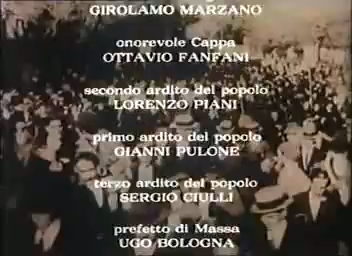 GIROLAMO MARZANO
onorevole Cappa
OTTAVIO FANFANI
secondo ardito del popolo
LORENZO PIANI
primo ardito del popolo
GIANNI PULONE
terzo ardito del popolo
SERGIO CIULLI
prefetto di Massa
UGO BOLOGNA